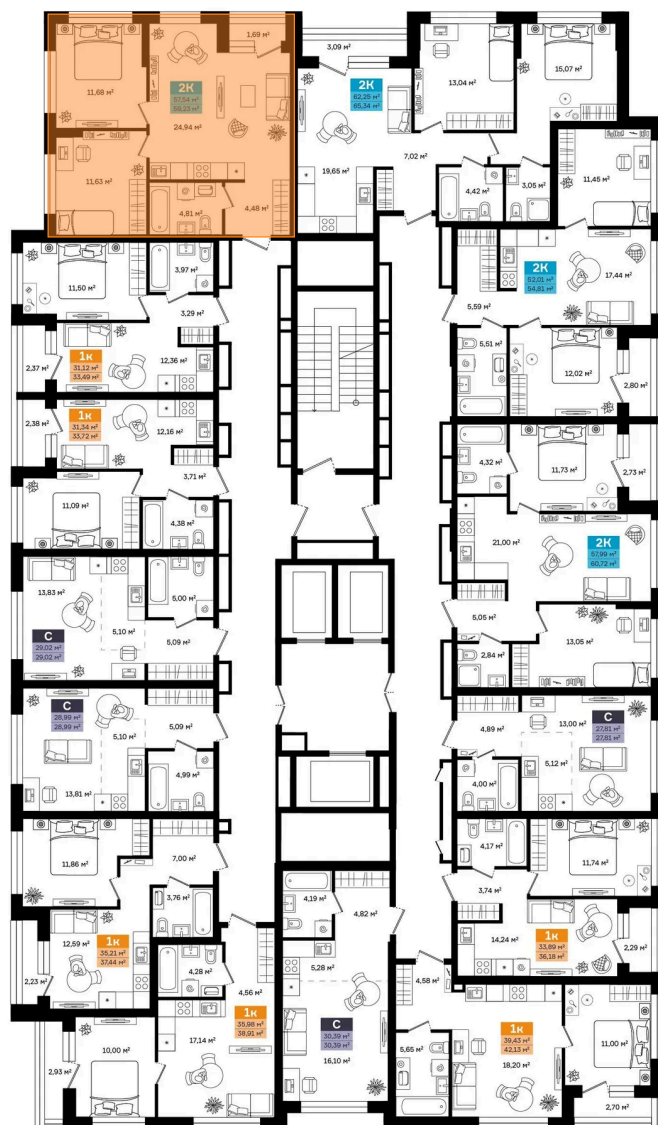 1,69 м²
11,68 м²
2К
57,54 м²
59,23 м²
24,94 м²
11,63 м²
4,81 м²
4,48 м²
3,09 м²
2К
62,25 м²
65,34 м²
19,65 м²
7,02 м²
13,04 м²
15,07 м²
4,42 м²
3,05 м²
11,45 м²
2К
52,01 м²
54,81 м²
17,44 м²
5,59 м²
5,51 м²
12,02 м²
2,80 м²
11,50 м²
3,97 м²
3,29 м²
2,37 м²
1к
31,12 м²
33,49 м²
12,36 м²
2,38 м²
1к
31,34 м²
33,72 м²
12,16 м²
3,71 м²
11,09 м²
4,38 м²
4,32 м²
11,73 м²
2,73 м²
21,00 м²
2К
57,99 м²
60,72 м²
5,05 м²
2,84 м²
13,05 м²
13,83 м²
5,00 м²
С
29,02 м²
29,02 м²
5,10 м²
5,09 м²
С
28,99 м²
28,99 м²
5,10 м²
5,09 м²
13,81 м²
4,99 м²
4,89 м²
13,00 м²
С
27,81 м²
27,81 м²
5,12 м²
4,00 м²
11,86 м²
7,00 м²
3,76 м²
12,59 м²
1к
35,21 м²
37,44 м²
2,23 м²
4,17 м²
11,74 м²
3,74 м²
14,24 м²
1к
33,89 м²
36,18 м²
2,29 м²
4,19 м²
4,82 м²
5,28 м²
С
30,39 м²
30,39 м²
16,10 м²
4,28 м²
4,56 м²
1к
35,98 м²
38,91 м²
17,14 м²
10,00 м²
2,93 м²
4,58 м²
5,65 м²
1к
39,43 м²
42,13 м²
18,20 м²
11,00 м²
2,70 м²